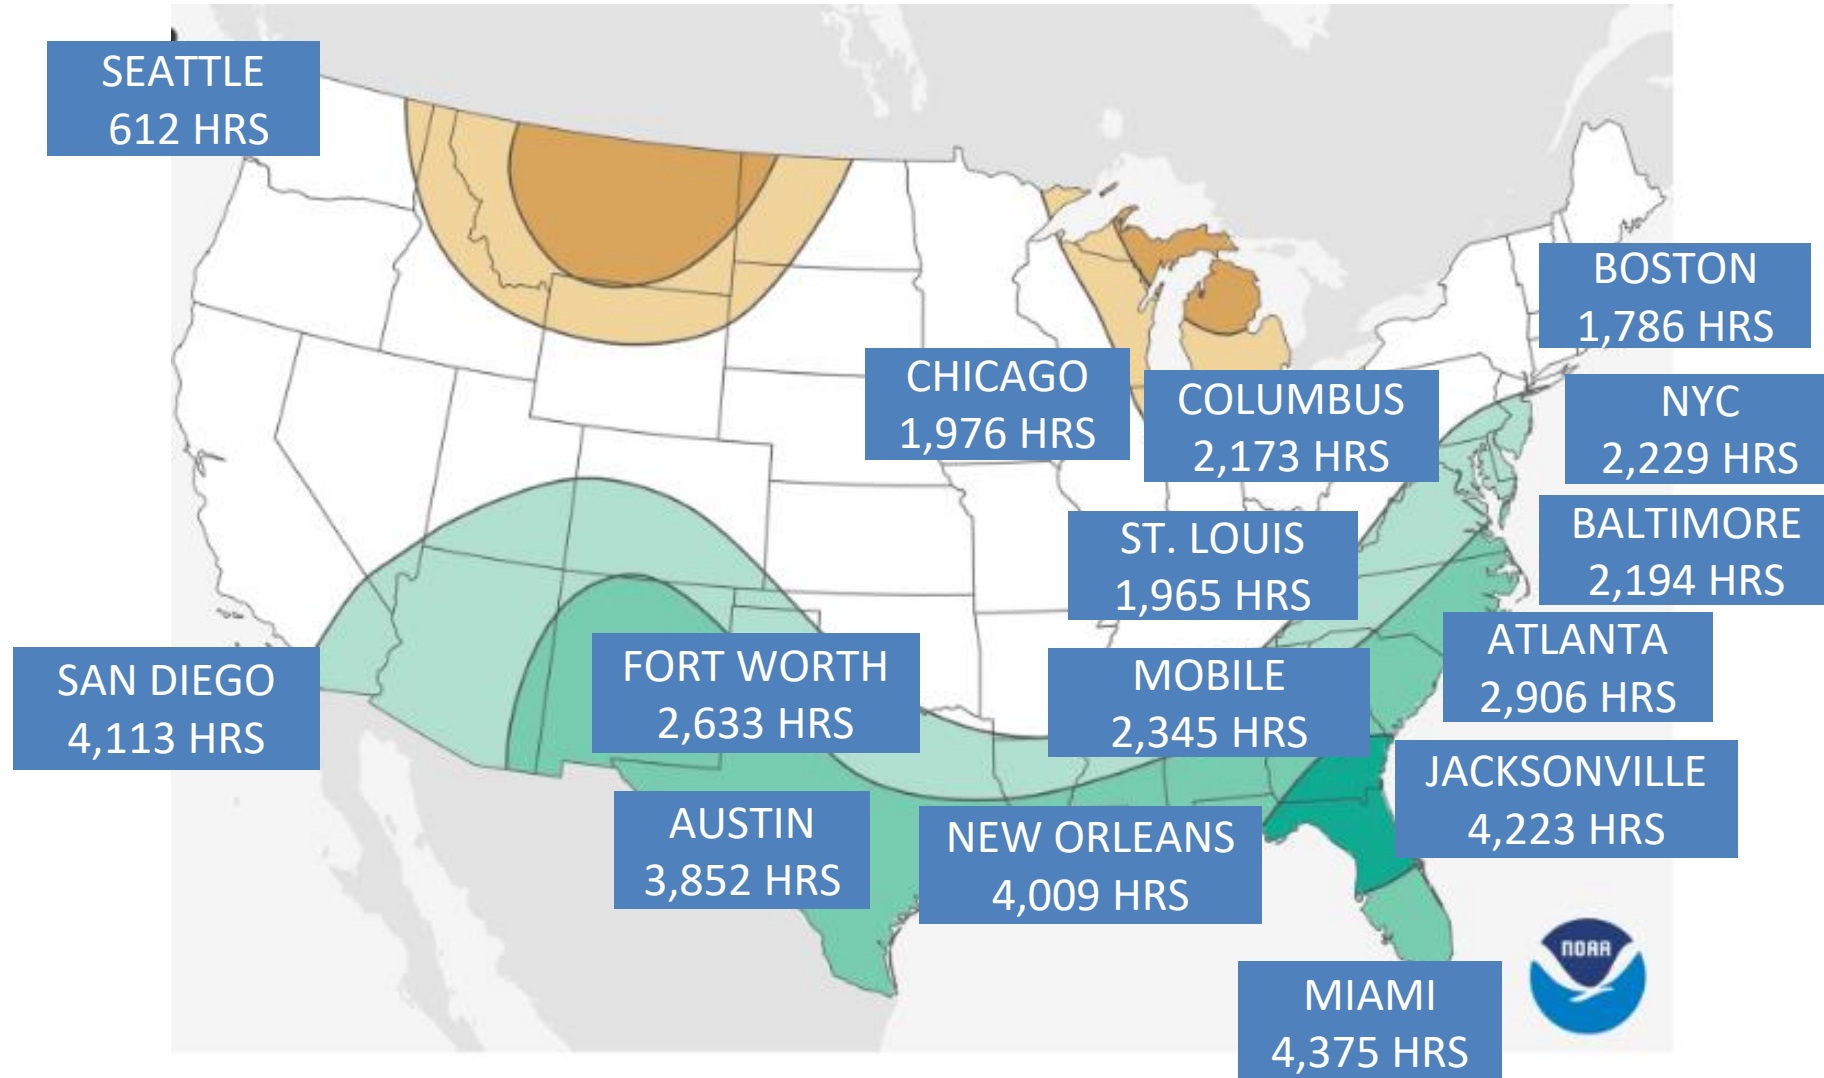 SEATTLE
612 HRS
BOSTON
1,786 HRS
CHICAGO
1,976 HRS
COLUMBUS
2,173 HRS
NYC
2,229 HRS
BALTIMORE
2,194 HRS
ST. LOUIS
1,965 HRS
ATLANTA
2,906 HRS
SAN DIEGO
4,113 HRS
FORT WORTH
2,633 HRS
MOBILE
2,345 HRS
JACKSONVILLE
4,223 HRS
AUSTIN
3,852 HRS
NEW ORLEANS
4,009 HRS
NOAA
MIAMI
4,375 HRS